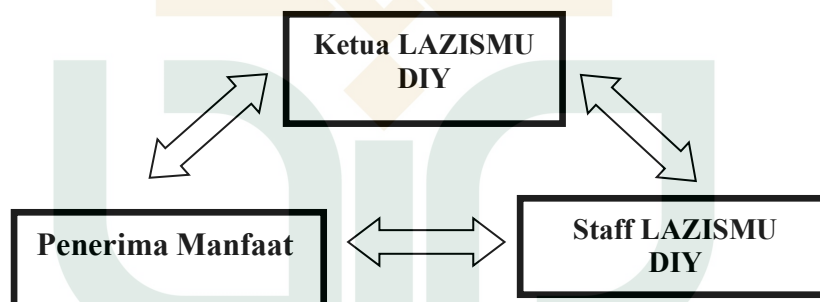 Ketua LAZISMU
DIY
Penerima Manfaat
Staff LAZISMU
DIY